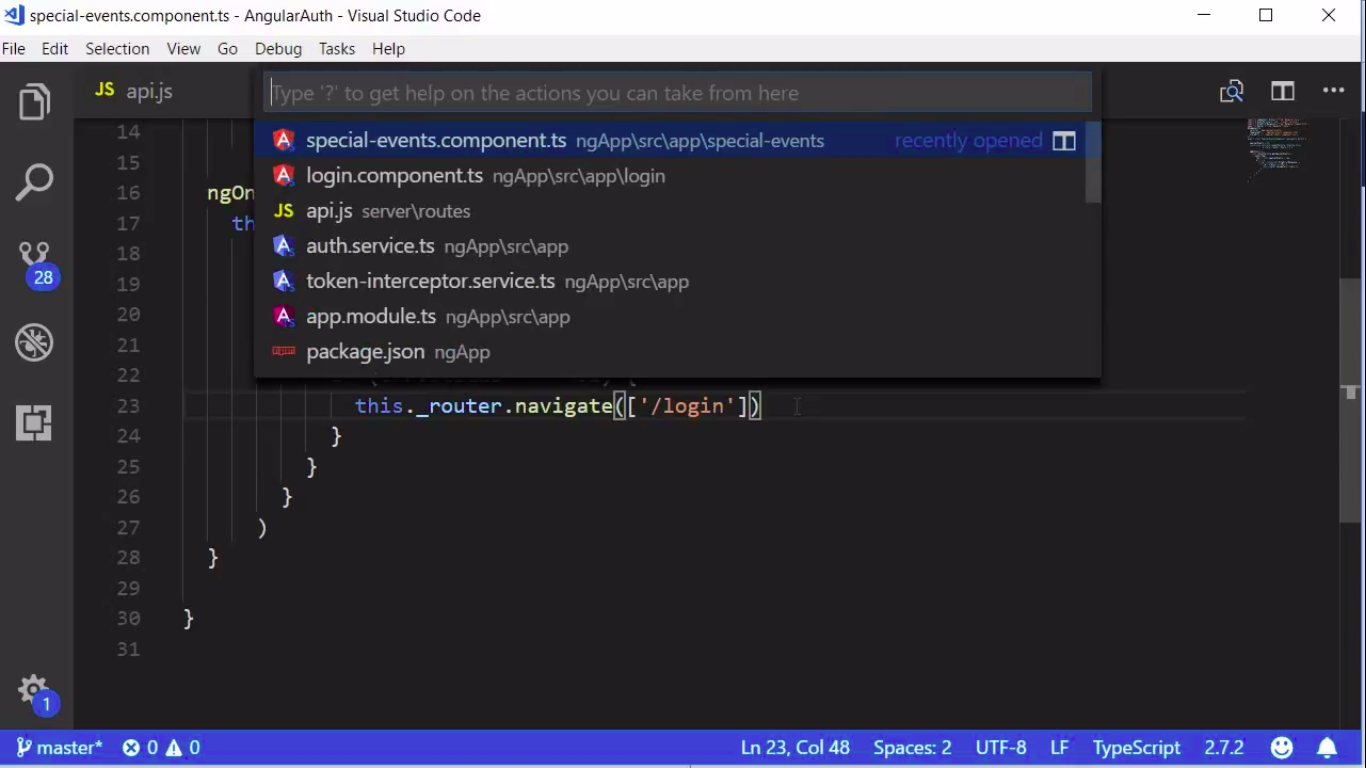 special-events.component.ts - AngularAuth - Visual Studio Code
File Edit Selection View Go Debug Tasks Help
JS api.js
Type '?' to get help on the actions you can take from here
special-events.component.ts ngApp\src\app\special-events recently opened
login.component.ts ngApp\src\app\login
JS api.js server\routes
auth.service.ts ngApp\src\app
token-interceptor.service.ts ngApp\src\app
app.module.ts ngApp\src\app
package.json ngApp
14
15
16 ngOn
17 th
18
19
20
21
22
23 this._router.navigate(['/login'])
24 }
25 }
26 }
27 )
28 }
29
30 }
31
28
1
master* 0 0 Ln 23, Col 48 Spaces: 2 UTF-8 LF TypeScript 2.7.2